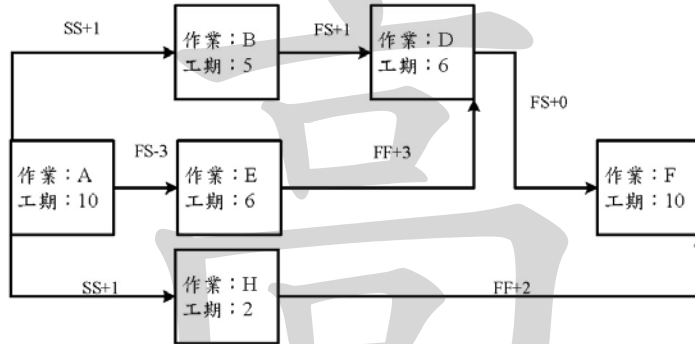 SS+1
作業：B
工期：5
FS+1
作業：D
工期：6
FS+0
作業：A
工期：10
FS-3
作業：E
工期：6
FF+3
作業：F
工期：10
SS+1
作業：H
工期：2
FF+2